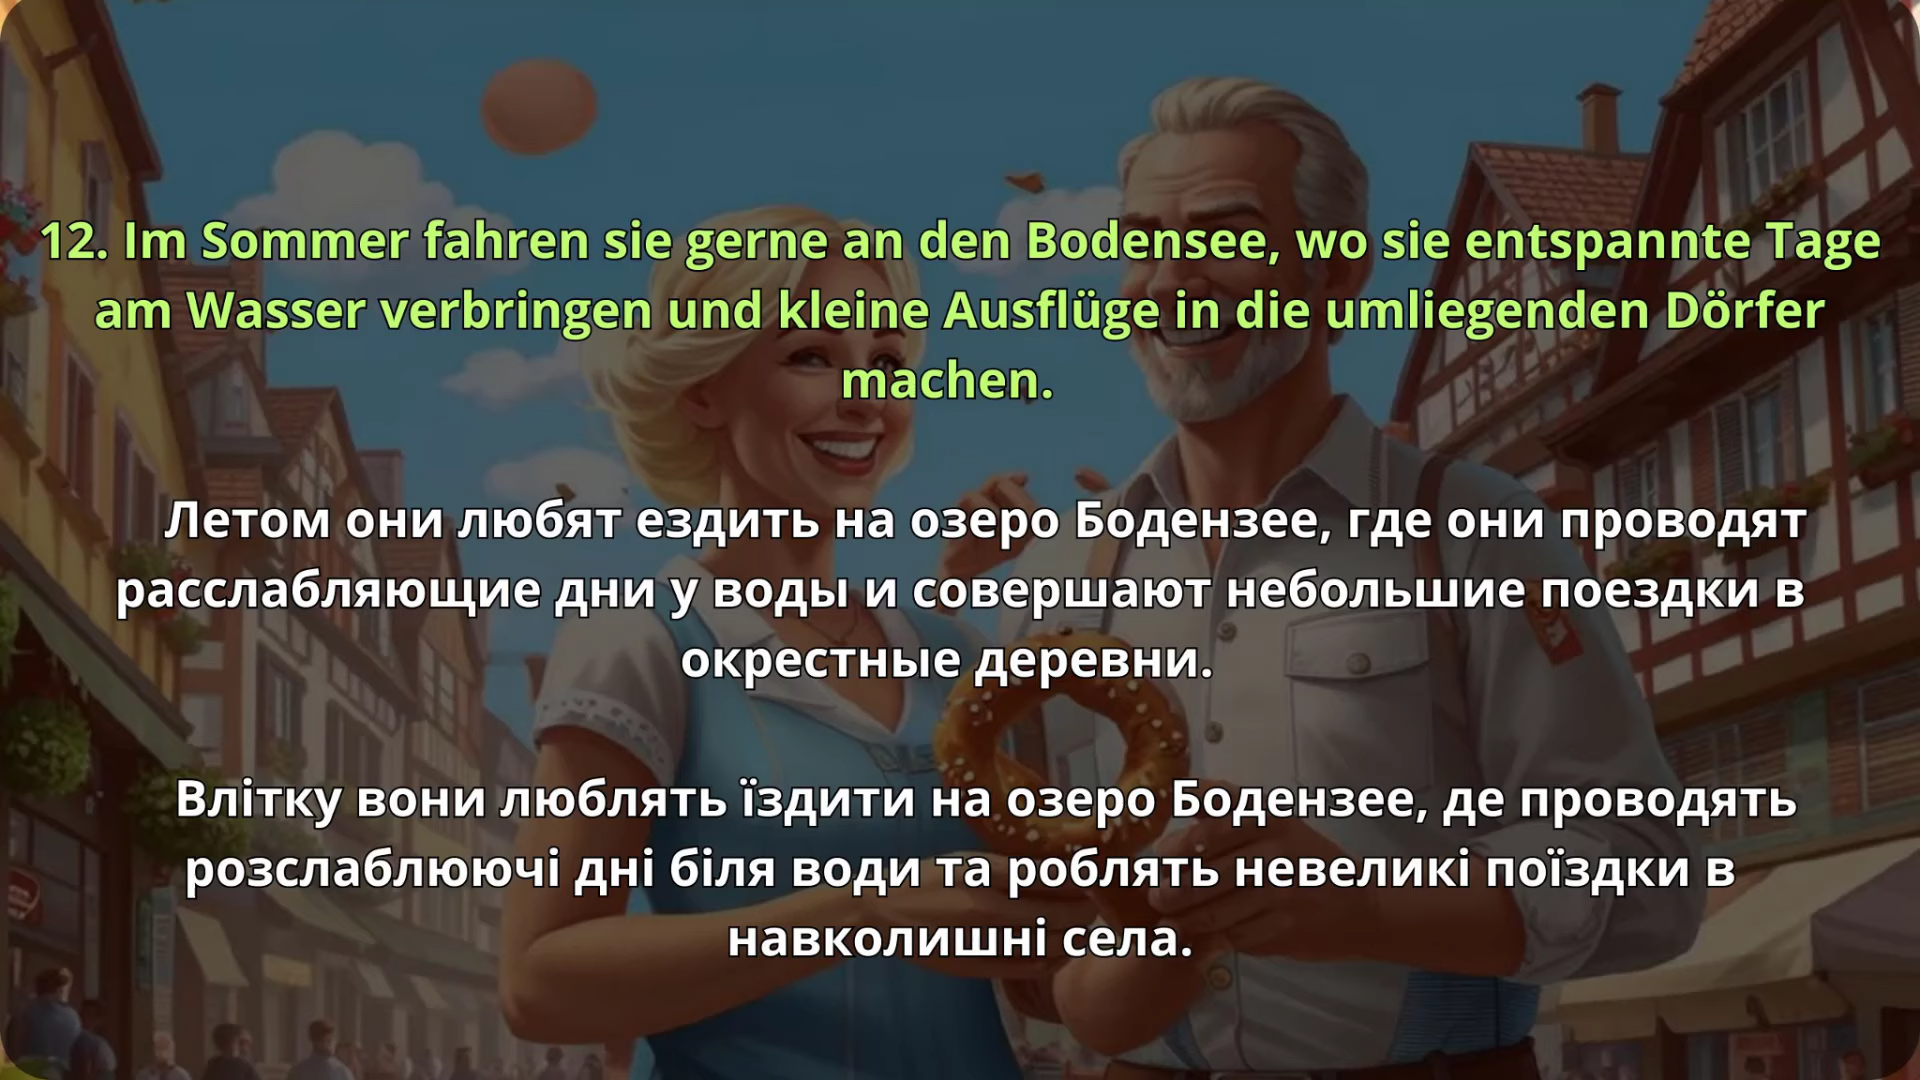 12. Im Sommer fahren sie gerne an den Bodensee, wo sie entspannte Tage
am Wasser verbringen und kleine Ausflüge in die umliegenden Dörfer
machen.
Летом они любят ездить на озеро Бодензее, где они проводят
расслабляющие дни у воды и совершают небольшие поездки в
окрестные деревни.
Влітку вони люблять їздити на озеро Бодензее, де проводять
розслаблюючі дні біля води та роблять невеликі поїздки в
навколишні села.